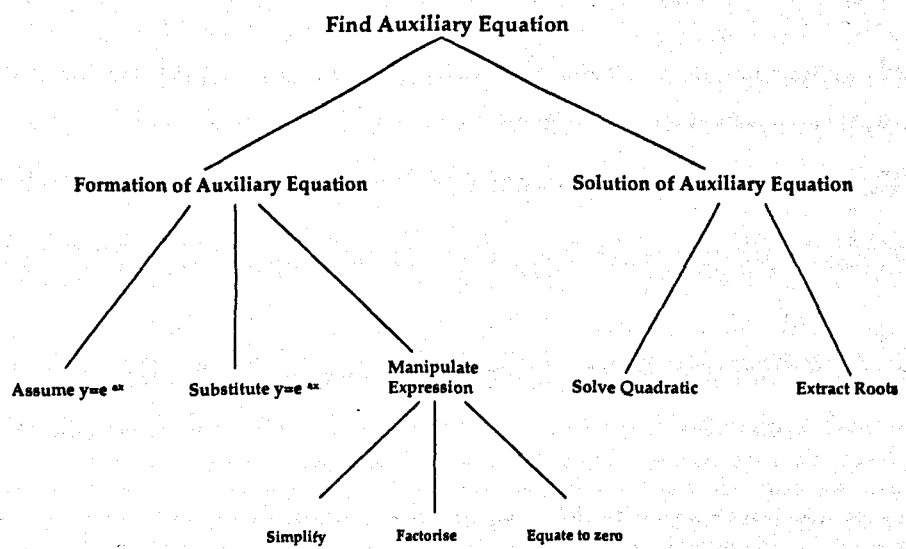 Find Auxiliary Equation
Formation of Auxiliary Equation
Solution of Auxiliary Equation
Assume y=e ax
Substitute y=e ax
Manipulate
Expression
Solve Quadratic
Extract Roots
Simplify
Factorise
Equate to zero